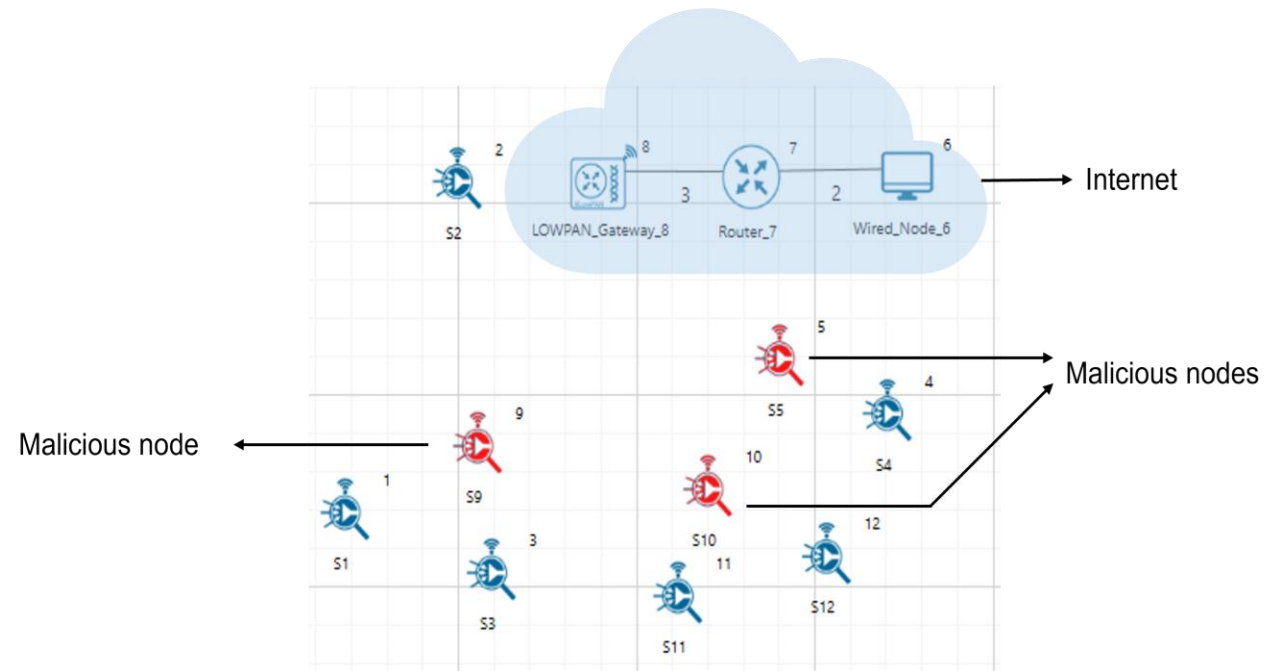 2
8
7
6
3
2
Internet
S2
LOWPAN_Gateway_8
Router_7
Wired_Node_6
5
Malicious nodes
S5
4
9
Malicious node
S4
10
1
S9
12
S10
3
11
S1
S12
S3
S11